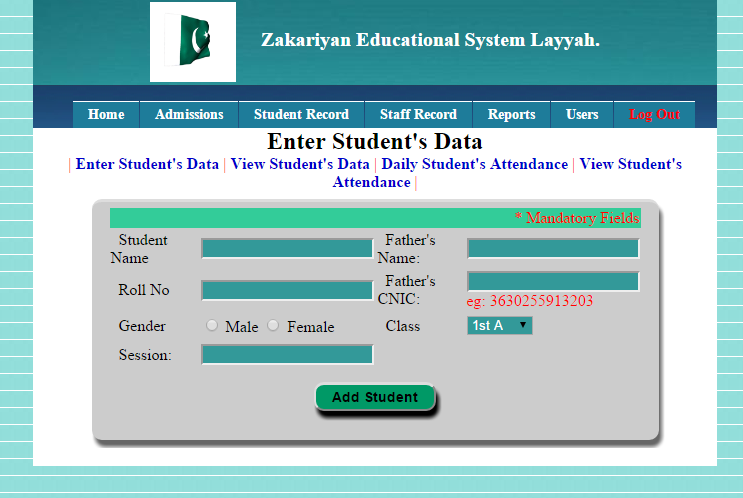 Zakariyan Educational System Layyah.
Home Admissions Student Record Staff Record Reports Users Log Out
Enter Student's Data
| Enter Student's Data | View Student's Data | Daily Student's Attendance | View Student's
Attendance |
* Mandatory Fields
Student Name
Father's Name:
Roll No
Father's CNIC:
eg: 3630255913203
Gender Male Female
Class 1st A
Session:
Add Student